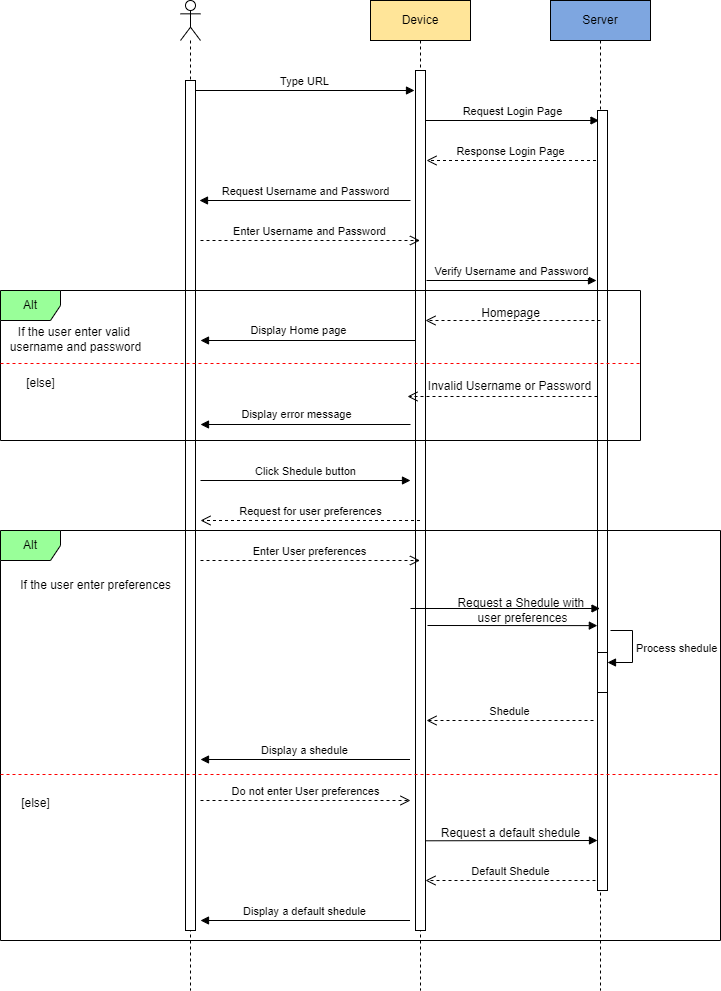 Device
Server
Type URL
Request Login Page
Response Login Page
Request Username and Password
Enter Username and Password
Verify Username and Password
Alt
Homepage
If the user enter valid
username and password
Display Home page
[else]
Invalid Username or Password
Display error message
Click Shedule button
Request for user preferences
Alt
Enter User preferences
If the user enter preferences
Request a Shedule with
user preferences
Process shedule
Shedule
Display a shedule
Do not enter User preferences
[else]
Request a default shedule
Default Shedule
Display a default shedule